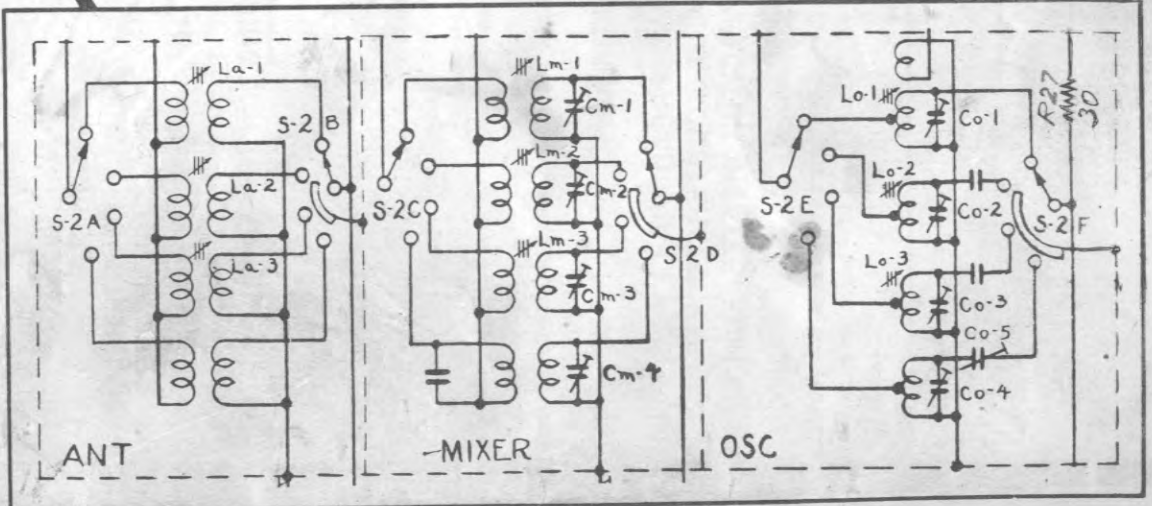 La-1
S-2 B
La-2
S-2A
La-3
ANT
Lm-1
Cm-1
Lm-2
Cm-2
S-2C
Lm-3
S-2 D
Cm-3
Cm-4
MIXER
Lo-1
Co-1
R27
30
Lo-2
S-2 E
Co-2
S-2 F
Lo-3
Co-3
Co-5
Co-4
OSC